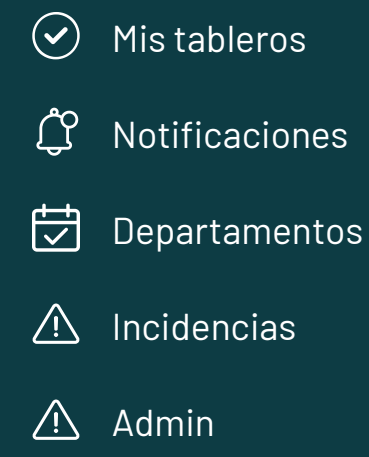 Mis tableros
Notificaciones
Departamentos
Incidencias
Admin